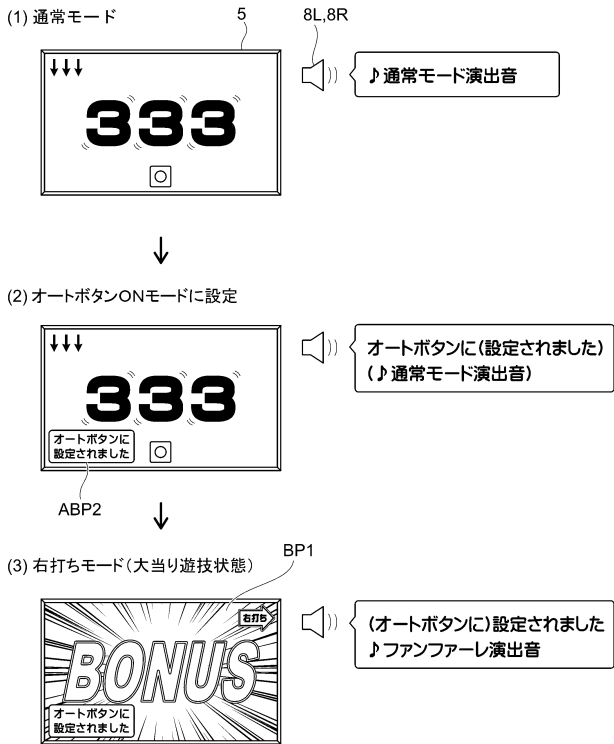 (1) 通常モード
5
8L,8R
↓↓↓
333
♪通常モード演出音
↓
(2) オートボタンONモードに設定
↓↓↓
333
オートボタンに
設定されました
オートボタンに(設定されました)
(♪通常モード演出音)
ABP2
↓
(3) 右打ちモード(大当り遊技状態)
BP1
右打ち
BONUS
オートボタンに
設定されました
(オートボタンに)設定されました
♪ファンファーレ演出音